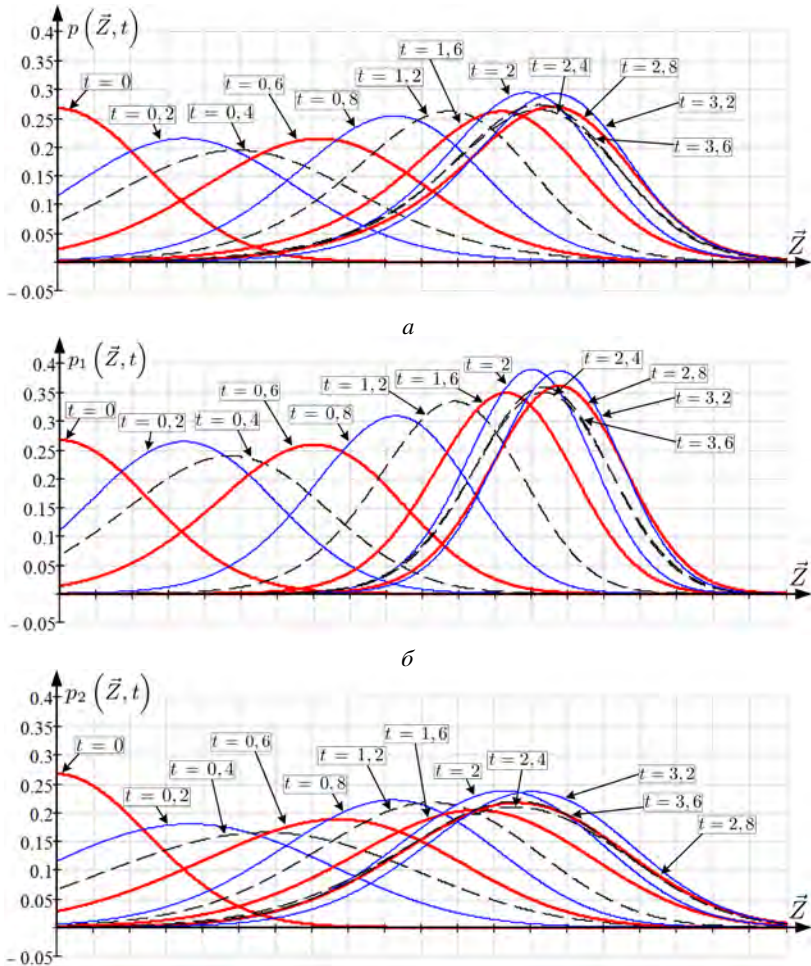 p (Z⃗, t)
0.4
0.35
0.3
0.25
0.2
0.15
0.1
0.05
− 0.05
t = 0
t = 0, 2
t = 0, 4
t = 0, 6
t = 0, 8
t = 1, 2
t = 1, 6
t = 2
t = 2, 4
t = 2, 8
t = 3, 2
t = 3, 6
Z⃗
а
p₁ (Z⃗, t)
0.4
0.35
0.3
0.25
0.2
0.15
0.1
0.05
− 0.05
t = 0
t = 0, 2
t = 0, 4
t = 0, 6
t = 0, 8
t = 1, 2
t = 1, 6
t = 2
t = 2, 4
t = 2, 8
t = 3, 2
t = 3, 6
Z⃗
б
p₂ (Z⃗, t)
0.4
0.35
0.3
0.25
0.2
0.15
0.1
0.05
− 0.05
t = 0
t = 0, 2
t = 0, 4
t = 0, 6
t = 0, 8
t = 1, 2
t = 1, 6
t = 2
t = 2, 4
t = 3, 2
t = 3, 6
t = 2, 8
Z⃗